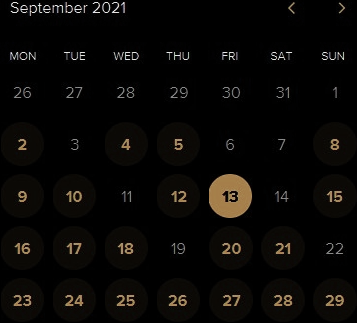 September 2021
MON TUE WED THU FRI SAT SUN
26 27 28 29 30 31 1
2 3 4 5 6 7 8
9 10 11 12 13 14 15
16 17 18 19 20 21 22
23 24 25 26 27 28 29